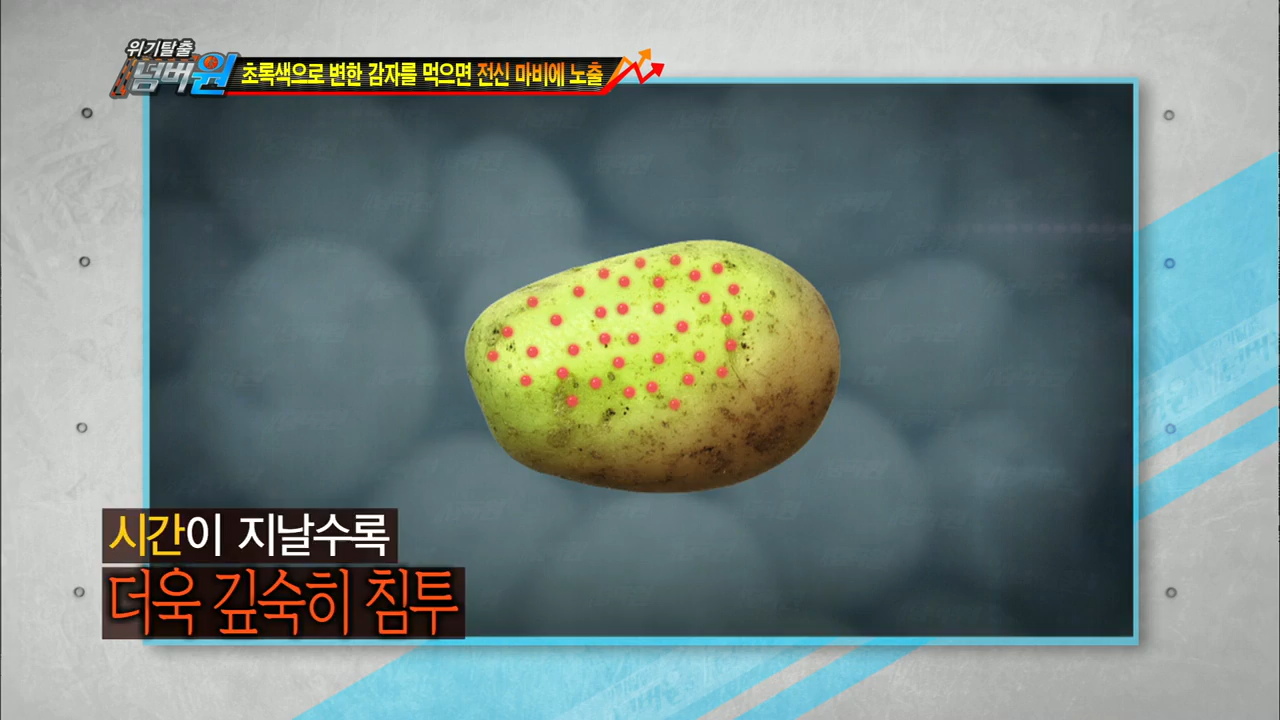 위기탈출
넘버원
초록색으로 변한 감자를 먹으면 전신 마비에 노출
시간이 지날수록
더욱 깊숙히 침투